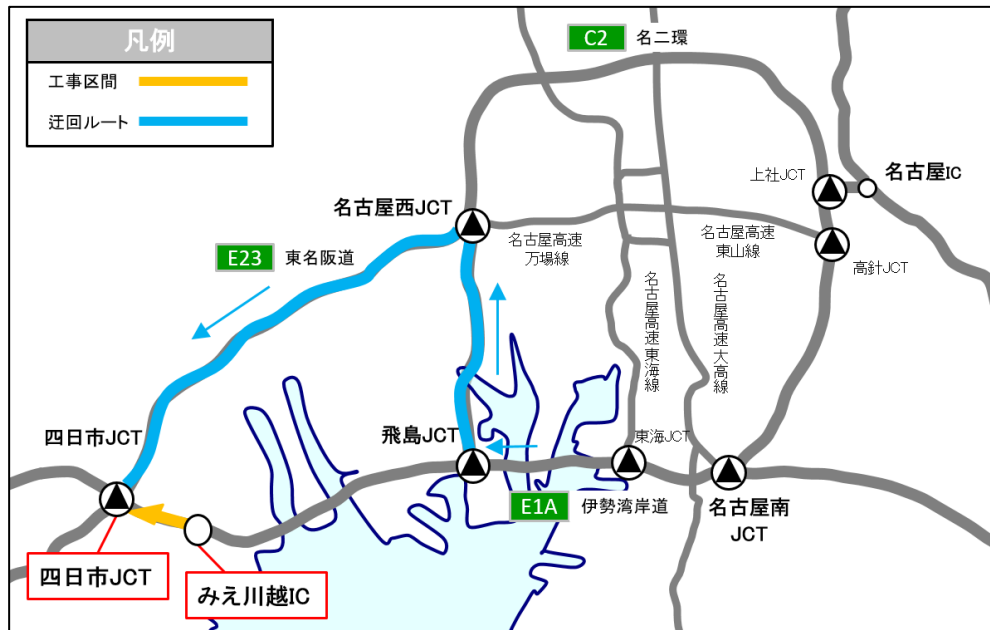 凡例
工事区間
迂回ルート
C2 名二環
上社JCT
名古屋IC
名古屋西JCT
名古屋高速
万場線
名古屋高速
東山線
高針JCT
E23 東名阪道
名古屋高速東海線
名古屋高速大高線
四日市JCT
飛島JCT
東海JCT
E1A 伊勢湾岸道
名古屋南
JCT
四日市JCT
みえ川越IC